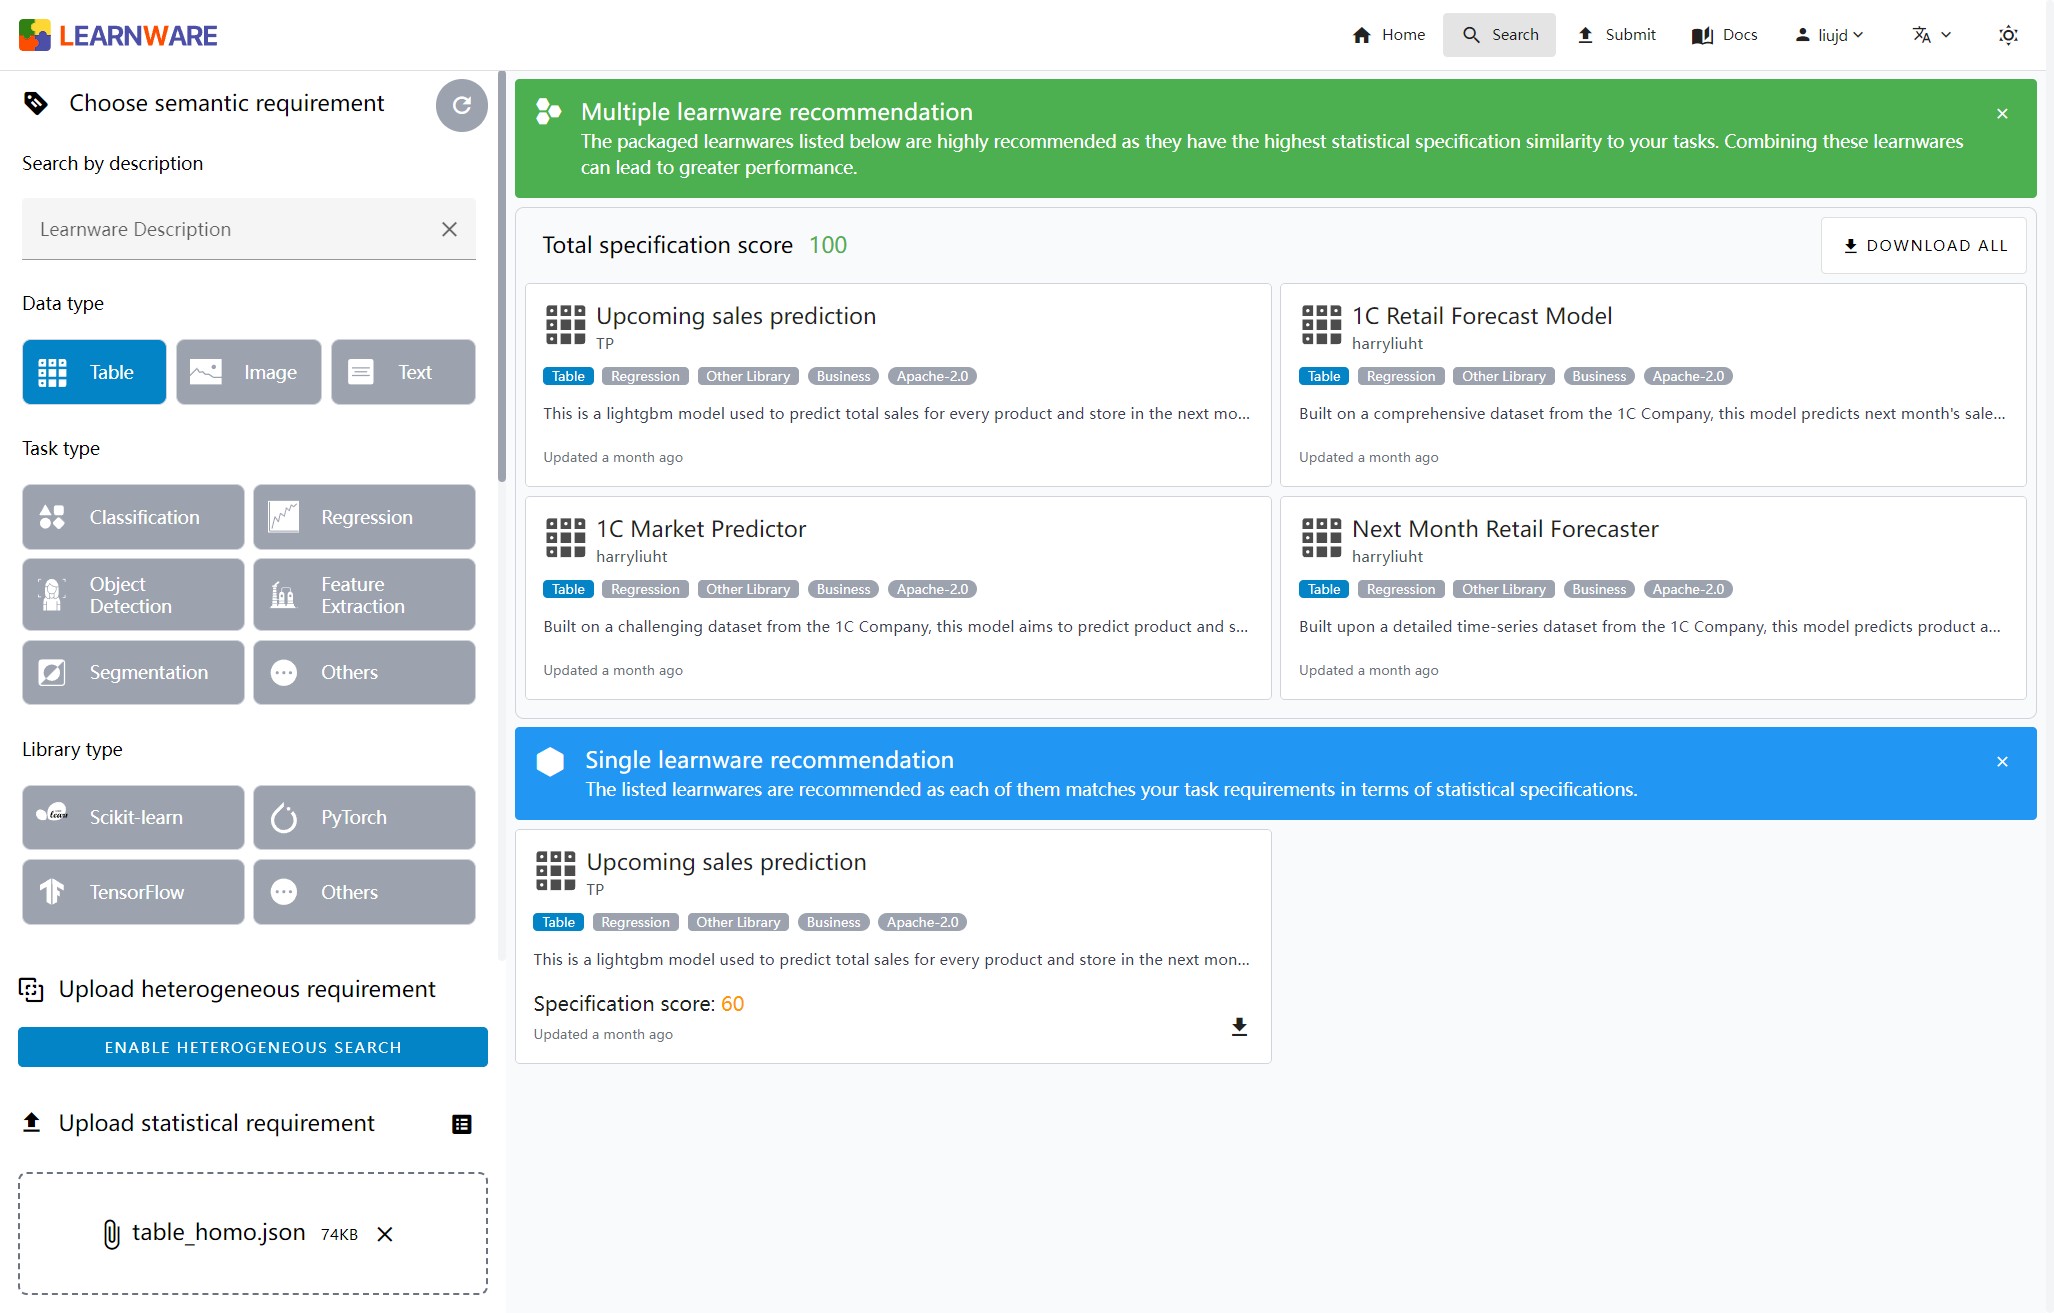 LEARNWARE
Home
Search
Submit
Docs
liujd
Choose semantic requirement
Search by description
Learnware Description
Data type
Table
Image
Text
Task type
Classification
Regression
Object
Detection
Feature
Extraction
Segmentation
Others
Library type
Scikit-learn
PyTorch
TensorFlow
Others
Upload heterogeneous requirement
ENABLE HETEROGENEOUS SEARCH
Upload statistical requirement
table_homo.json 74KB
Multiple learnware recommendation
The packaged learnwares listed below are highly recommended as they have the highest statistical specification similarity to your tasks. Combining these learnwares
can lead to greater performance.
Total specification score 100
DOWNLOAD ALL
Upcoming sales prediction
TP
Table Regression Other Library Business Apache-2.0
This is a lightgbm model used to predict total sales for every product and store in the next mo...
Updated a month ago
1C Retail Forecast Model
harryliuht
Table Regression Other Library Business Apache-2.0
Built on a comprehensive dataset from the 1C Company, this model predicts next month's sale...
Updated a month ago
1C Market Predictor
harryliuht
Table Regression Other Library Business Apache-2.0
Built on a challenging dataset from the 1C Company, this model aims to predict product and s...
Updated a month ago
Next Month Retail Forecaster
harryliuht
Table Regression Other Library Business Apache-2.0
Built upon a detailed time-series dataset from the 1C Company, this model predicts product a...
Updated a month ago
Single learnware recommendation
The listed learnwares are recommended as each of them matches your task requirements in terms of statistical specifications.
Upcoming sales prediction
TP
Table Regression Other Library Business Apache-2.0
This is a lightgbm model used to predict total sales for every product and store in the next mon...
Specification score: 60
Updated a month ago